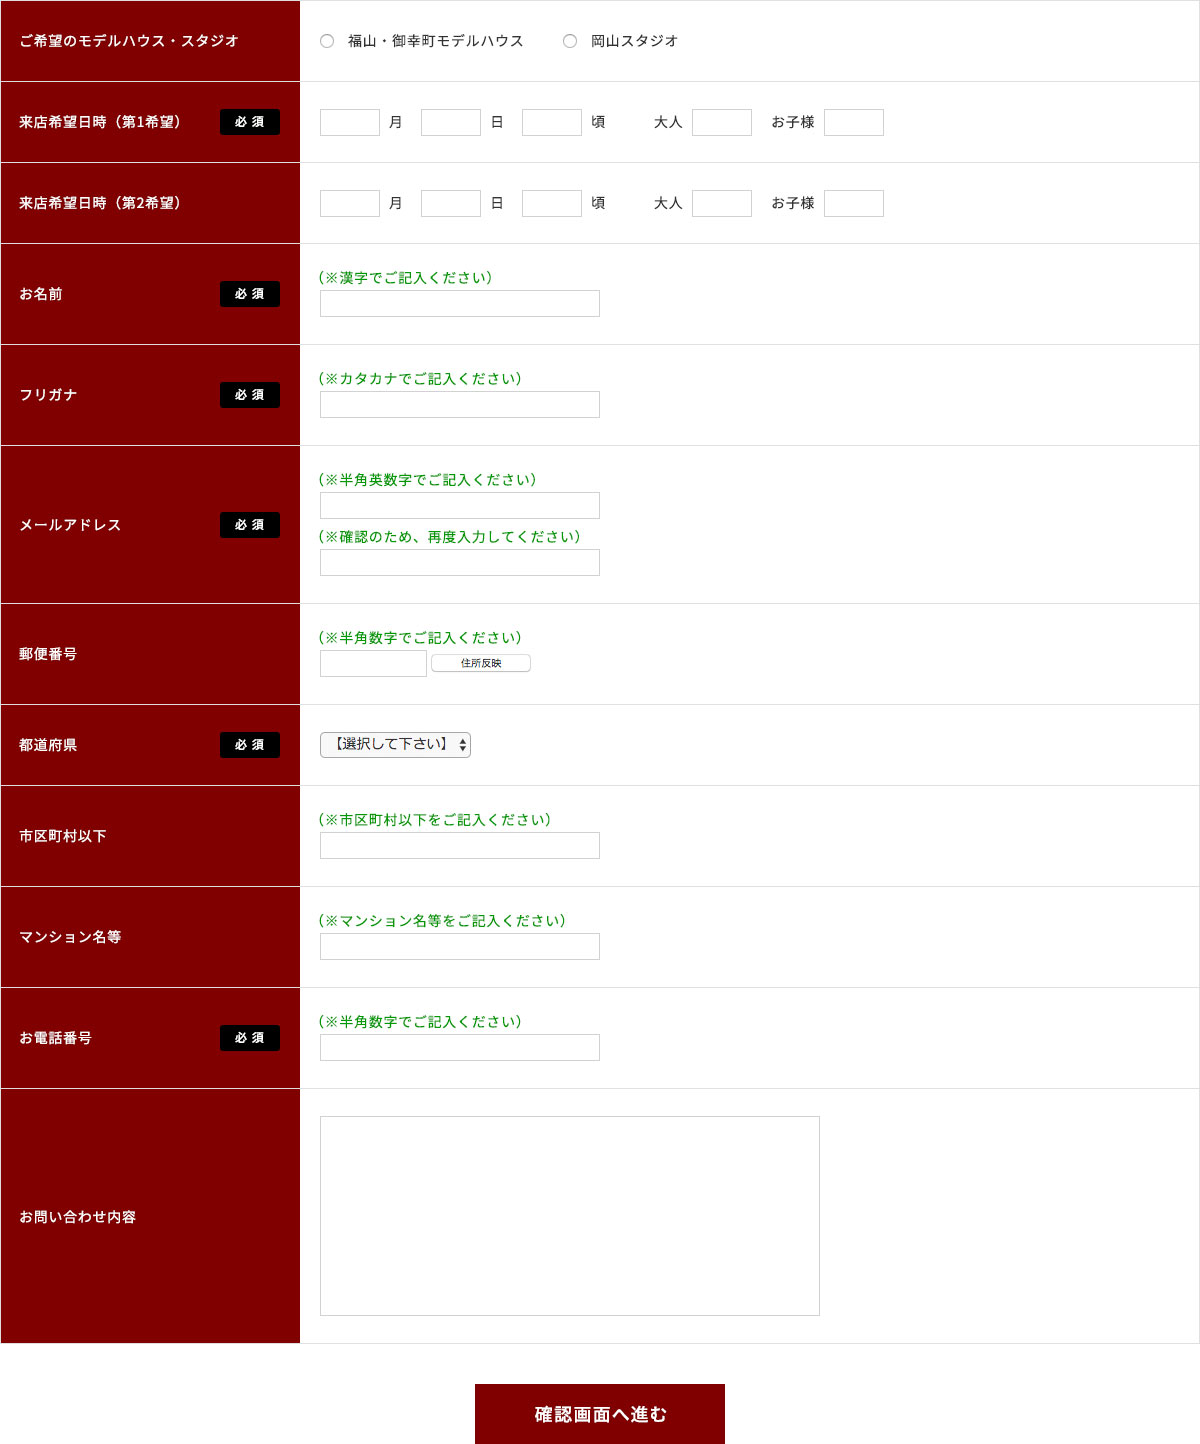 ご希望のモデルハウス・スタジオ
福山・御幸町モデルハウス 岡山スタジオ
来店希望日時（第1希望） 必 須
月 日 頃 大人 お子様
来店希望日時（第2希望）
月 日 頃 大人 お子様
お名前 必 須
（※漢字でご記入ください）
フリガナ 必 須
（※カタカナでご記入ください）
メールアドレス 必 須
（※半角英数字でご記入ください）
（※確認のため、再度入力してください）
郵便番号
（※半角数字でご記入ください）
住所反映
都道府県 必 須
【選択して下さい】
市区町村以下
（※市区町村以下をご記入ください）
マンション名等
（※マンション名等をご記入ください）
お電話番号 必 須
（※半角数字でご記入ください）
お問い合わせ内容
確認画面へ進む